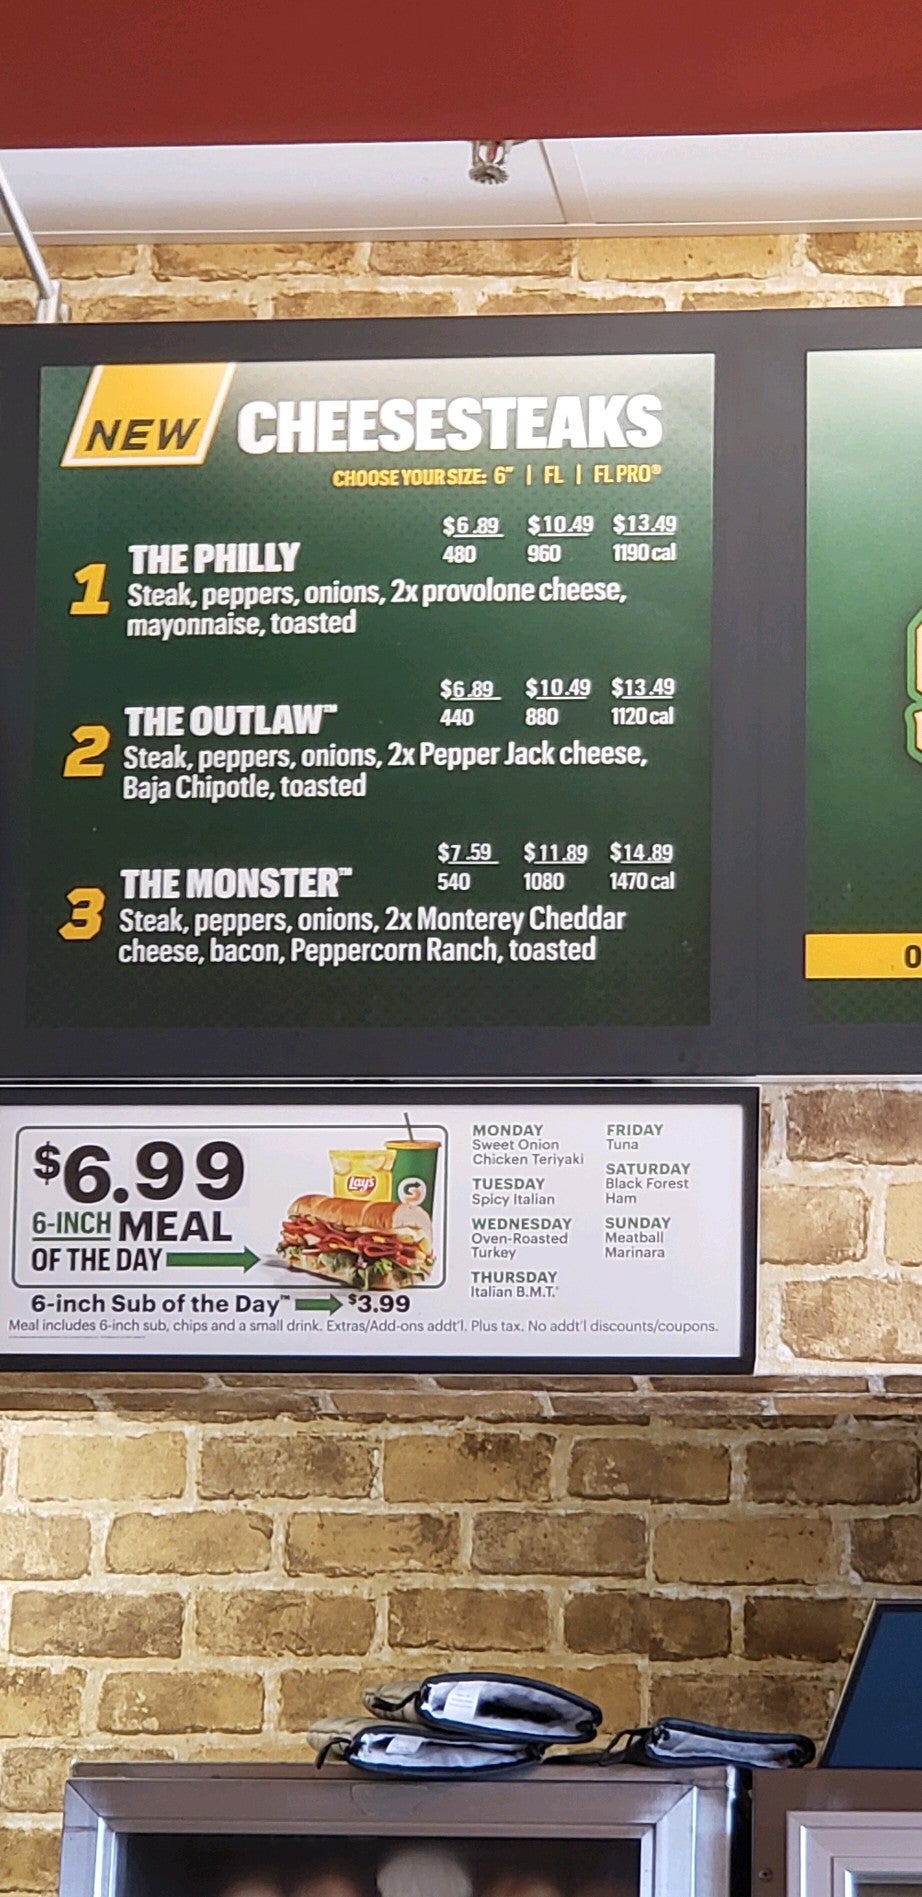 NEW CHEESESTEAKS
CHOOSE YOUR SIZE: 6" | FL | FL PRO®
$6.89 $10.49 $13.49
1 THE PHILLY 480 960 1190 cal
Steak, peppers, onions, 2x provolone cheese,
mayonnaise, toasted
$6.89 $10.49 $13.49
2 THE OUTLAW™ 440 880 1120 cal
Steak, peppers, onions, 2x Pepper Jack cheese,
Baja Chipotle, toasted
$7.59 $11.89 $14.89
3 THE MONSTER™ 540 1080 1470 cal
Steak, peppers, onions, 2x Monterey Cheddar
cheese, bacon, Peppercorn Ranch, toasted
$6.99
6-INCH MEAL
OF THE DAY
Lay's
6-inch Sub of the Day™ $3.99
MONDAY
Sweet Onion
Chicken Teriyaki
TUESDAY
Spicy Italian
WEDNESDAY
Oven-Roasted
Turkey
THURSDAY
Italian B.M.T.®
FRIDAY
Tuna
SATURDAY
Black Forest
Ham
SUNDAY
Meatball
Marinara
Meal includes 6-inch sub, chips and a small drink. Extras/Add-ons addt'l. Plus tax. No addt'l discounts/coupons.